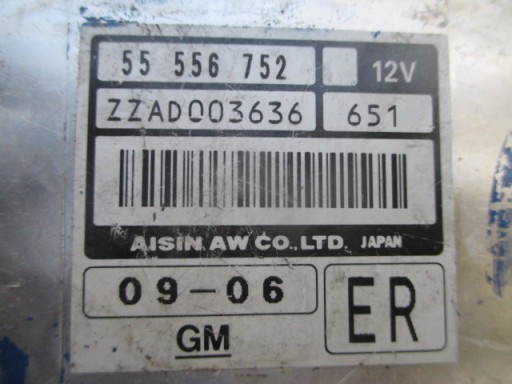 55 556 752 12V
ZZAD003636 651
AISIN AW CO., LTD. JAPAN
09-06 ER
GM